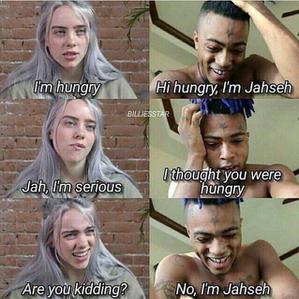 I'm hungry
Hi hungry, I'm Jahseh
BILLIESSTAR
Jah, I'm serious
I thought you were
hungry
Are you kidding?
No, I'm Jahseh